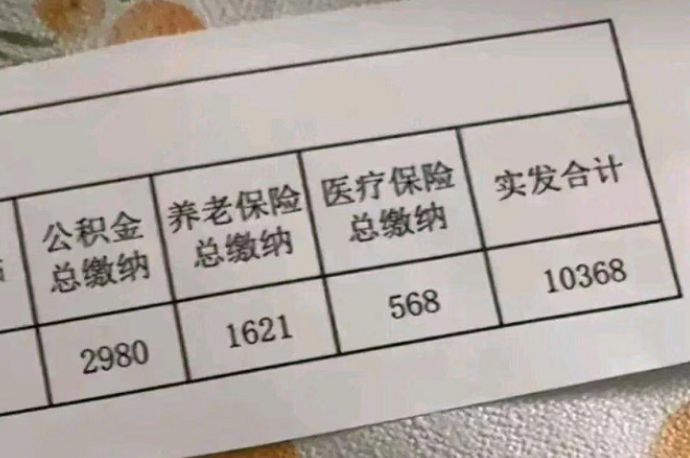 公积金
总缴纳
养老保险
总缴纳
医疗保险
总缴纳
实发合计
2980
1621
568
10368